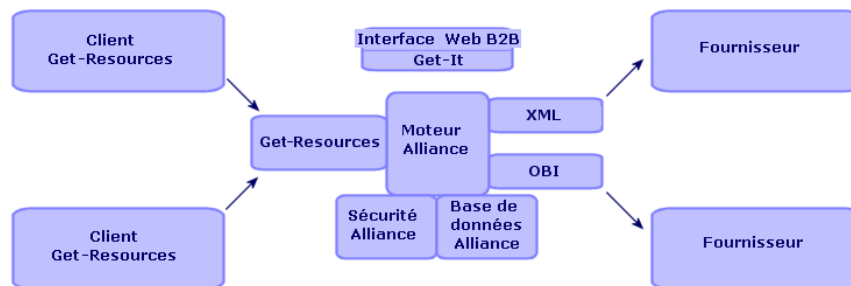 Client
Get-Resources
Interface Web B2B
Get-It
Fournisseur
Get-Resources
Moteur
Alliance
XML
OBI
Sécurité
Alliance
Base de
données
Alliance
Client
Get-Resources
Fournisseur